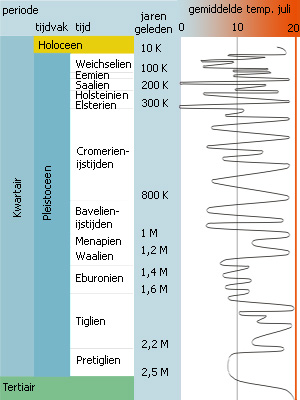 periode
jaren
geleden
gemiddelde temp. juli
tijdvak tijd
0 10 20
Holoceen
10 K
Weichselien
100 K
Eemien
Saalien
200 K
Holsteinien
Elsterien
300 K
Cromerien-
ijstijden
800 K
Kwartair
Pleistoceen
Bavelien-
ijstijden
1 M
Menapien
1,2 M
Waalien
1,4 M
Eburonien
1,6 M
Tiglien
2,2 M
Pretiglien
2,5 M
Tertiair